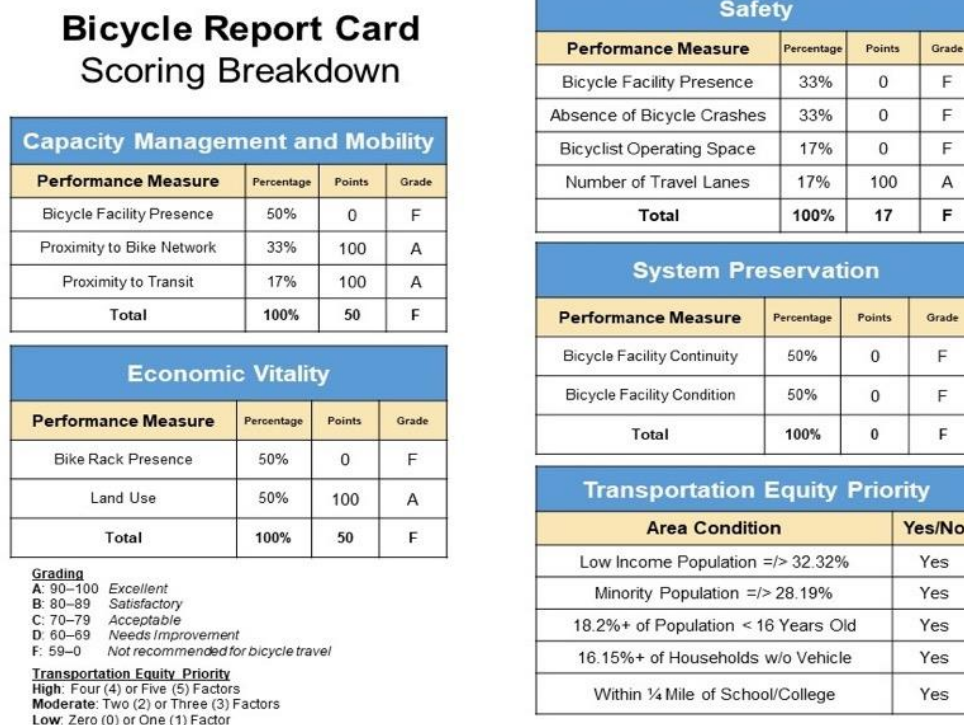 Bicycle Report Card
Scoring Breakdown
Capacity Management and Mobility
Performance Measure Percentage Points Grade
Bicycle Facility Presence 50% 0 F
Proximity to Bike Network 33% 100 A
Proximity to Transit 17% 100 A
Total 100% 50 F
Economic Vitality
Performance Measure Percentage Points Grade
Bike Rack Presence 50% 0 F
Land Use 50% 100 A
Total 100% 50 F
Grading
A: 90–100 Excellent
B: 80–89 Satisfactory
C: 70–79 Acceptable
D: 60–69 Needs Improvement
F: 59–0 Not recommended for bicycle travel
Transportation Equity Priority
High: Four (4) or Five (5) Factors
Moderate: Two (2) or Three (3) Factors
Low: Zero (0) or One (1) Factor
Safety
Performance Measure Percentage Points Grade
Bicycle Facility Presence 33% 0 F
Absence of Bicycle Crashes 33% 0 F
Bicyclist Operating Space 17% 0 F
Number of Travel Lanes 17% 100 A
Total 100% 17 F
System Preservation
Performance Measure Percentage Points Grade
Bicycle Facility Continuity 50% 0 F
Bicycle Facility Condition 50% 0 F
Total 100% 0 F
Transportation Equity Priority
Area Condition Yes/No
Low Income Population =/> 32.32% Yes
Minority Population =/> 28.19% Yes
18.2%+ of Population < 16 Years Old Yes
16.15%+ of Households w/o Vehicle Yes
Within ¼ Mile of School/College Yes